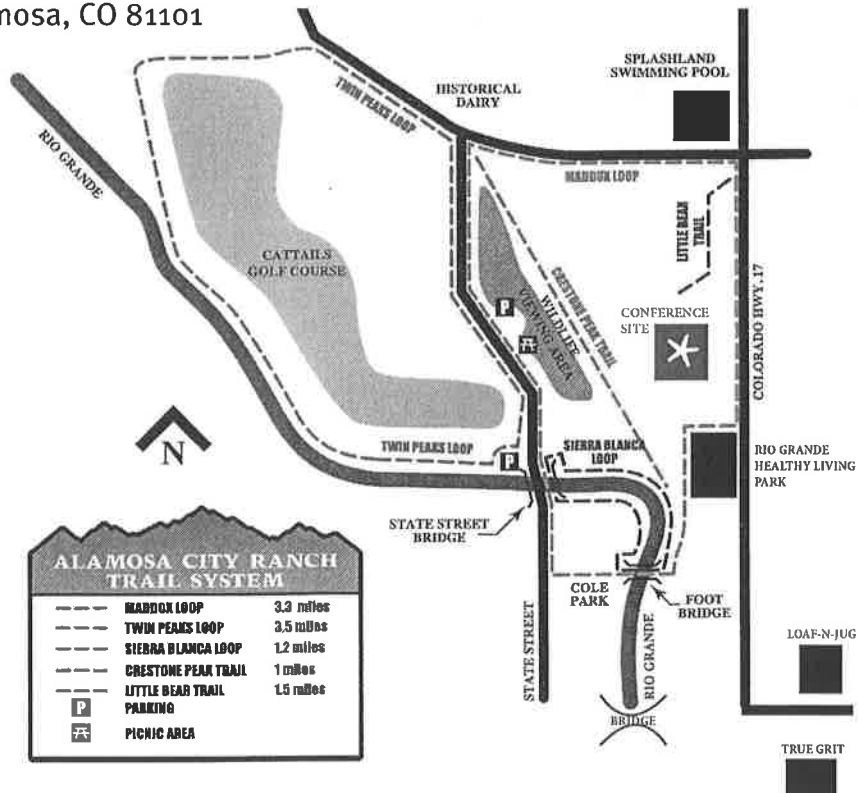 mosa, CO 81101
SPLASHLAND
SWIMMING POOL
HISTORICAL
DAIRY
TWIN PEAKS LOOP
RIO GRANDE
MADDOX LOOP
LITTLE BEAR
TRAIL
CATTAILS
GOLF COURSE
CRESTONE PEAK TRAIL
WILDLIFE
VIEWING AREA
P
CONFERENCE
SITE
COLORADO HWY. 17
N
TWIN PEAKS LOOP
P
SIERRA BLANCA
LOOP
RIO GRANDE
HEALTHY LIVING
PARK
STATE STREET
BRIDGE
COLE
PARK
FOOT
BRIDGE
STATE STREET
RIO GRANDE
BRIDGE
LOAF-N-JUG
TRUE GRIT
ALAMOSA CITY RANCH
TRAIL SYSTEM
MADDOX LOOP 3.3 miles
TWIN PEAKS LOOP 3.5 miles
SIERRA BLANCA LOOP 1.2 miles
CRESTONE PEAK TRAIL 1 miles
LITTLE BEAR TRAIL 1.5 miles
P PARKING
PICNIC AREA